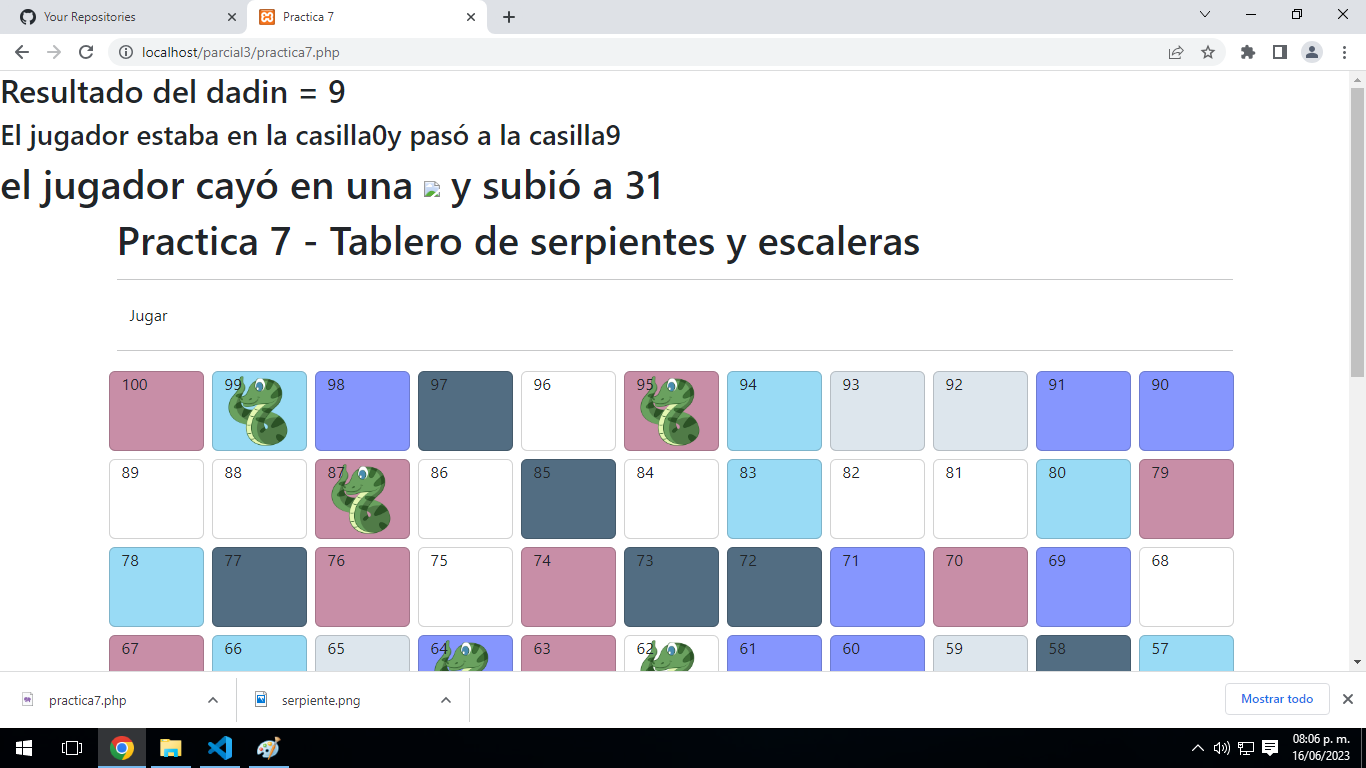 Your Repositories
Practica 7
localhost/parcial3/practica7.php
Resultado del dadin = 9
El jugador estaba en la casilla0y pasó a la casilla9
el jugador cayó en una y subió a 31
Practica 7 - Tablero de serpientes y escaleras
Jugar
100 99 98 97 96 95 94 93 92 91 90
89 88 87 86 85 84 83 82 81 80 79
78 77 76 75 74 73 72 71 70 69 68
67 66 65 64 63 62 61 60 59 58 57
practica7.php
serpiente.png
Mostrar todo
08:06 p. m.
16/06/2023